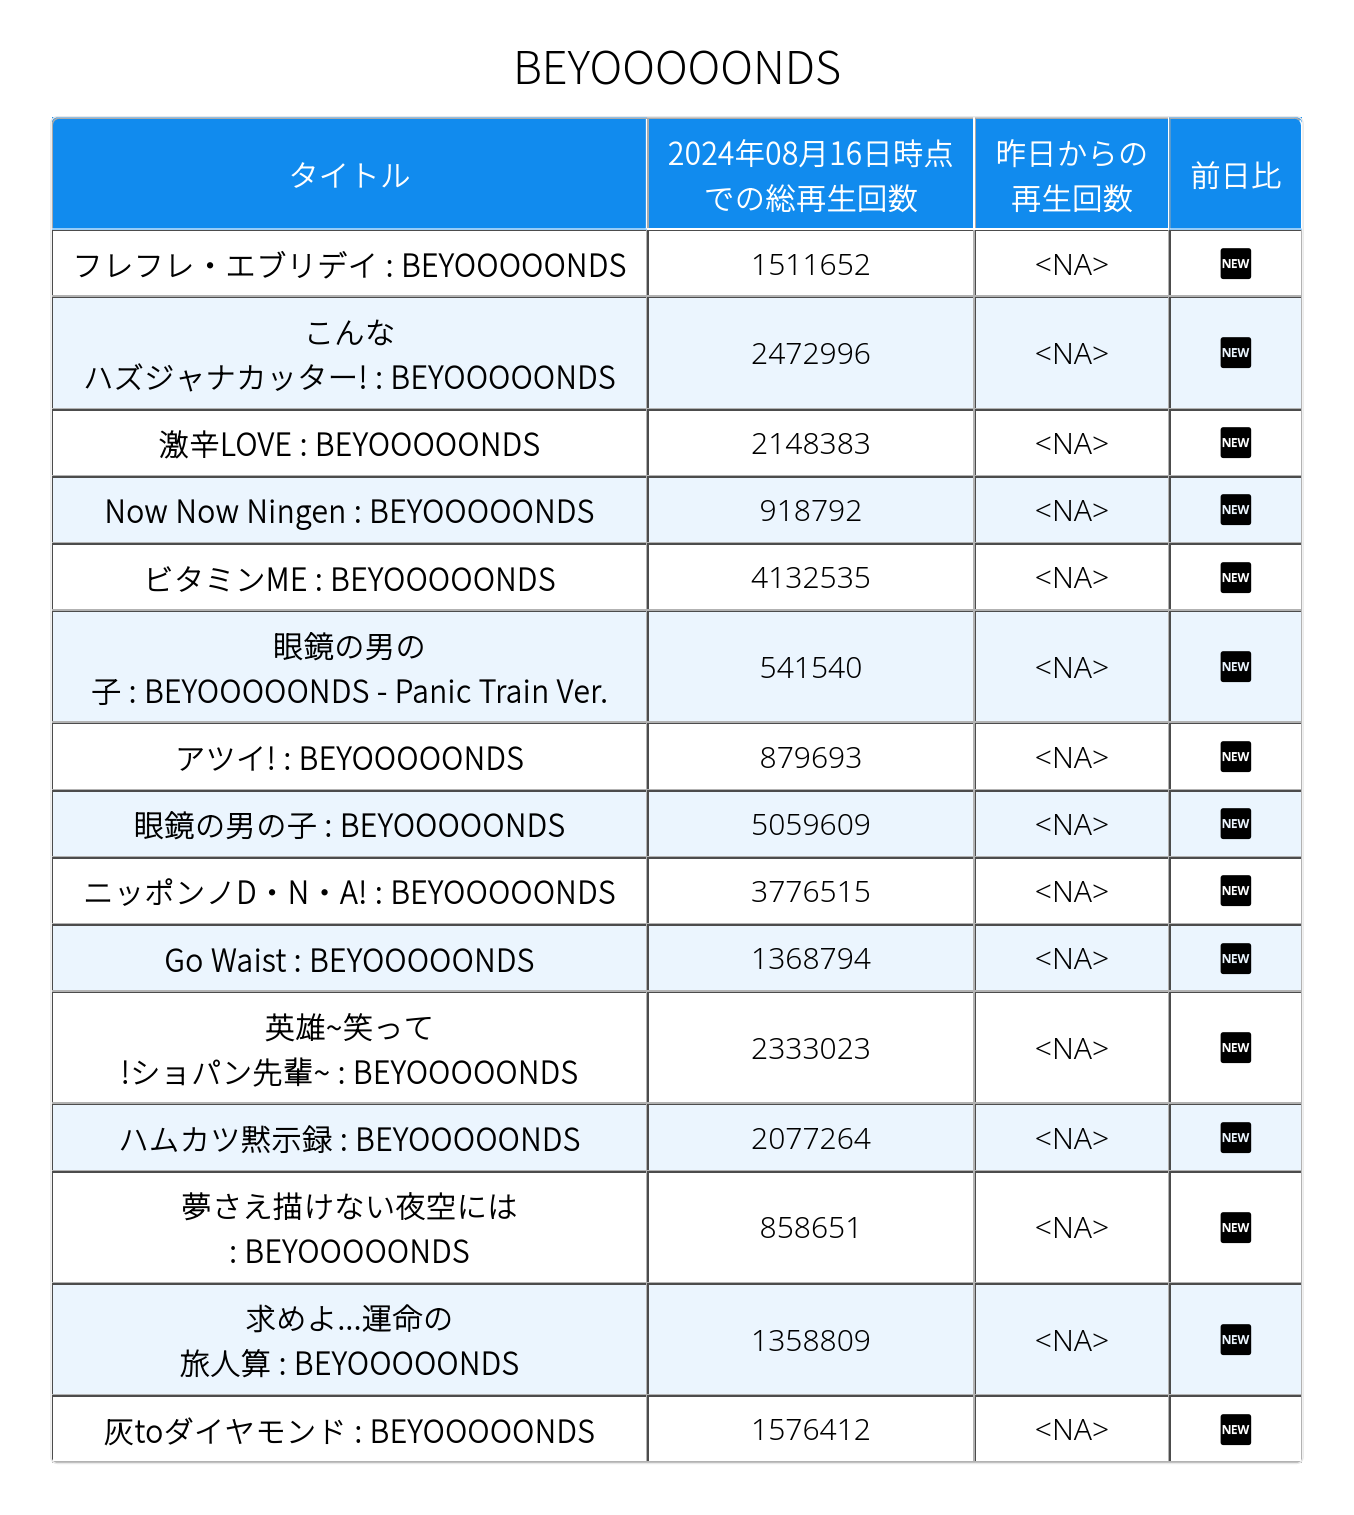 BEYOOOOONDS
タイトル
2024年08月16日時点
での総再生回数
昨日からの
再生回数
前日比
フレフレ・エブリデイ : BEYOOOOONDS
1511652
<NA>
NEW
こんな
ハズジャナカッター! : BEYOOOOONDS
2472996
<NA>
NEW
激辛LOVE : BEYOOOOONDS
2148383
<NA>
NEW
Now Now Ningen : BEYOOOOONDS
918792
<NA>
NEW
ビタミンME : BEYOOOOONDS
4132535
<NA>
NEW
眼鏡の男の
子 : BEYOOOOONDS - Panic Train Ver.
541540
<NA>
NEW
アツイ! : BEYOOOOONDS
879693
<NA>
NEW
眼鏡の男の子 : BEYOOOOONDS
5059609
<NA>
NEW
ニッポンノD・N・A! : BEYOOOOONDS
3776515
<NA>
NEW
Go Waist : BEYOOOOONDS
1368794
<NA>
NEW
英雄~笑って
!ショパン先輩~ : BEYOOOOONDS
2333023
<NA>
NEW
ハムカツ黙示録 : BEYOOOOONDS
2077264
<NA>
NEW
夢さえ描けない夜空には
: BEYOOOOONDS
858651
<NA>
NEW
求めよ...運命の
旅人算 : BEYOOOOONDS
1358809
<NA>
NEW
灰toダイヤモンド : BEYOOOOONDS
1576412
<NA>
NEW